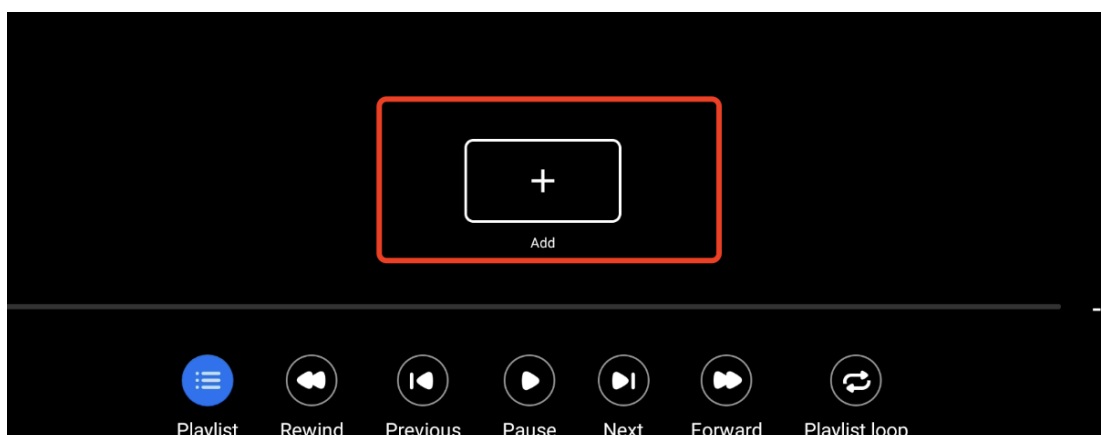 Add
Playlist
Rewind
Previous
Pause
Next
Forward
Playlist loop